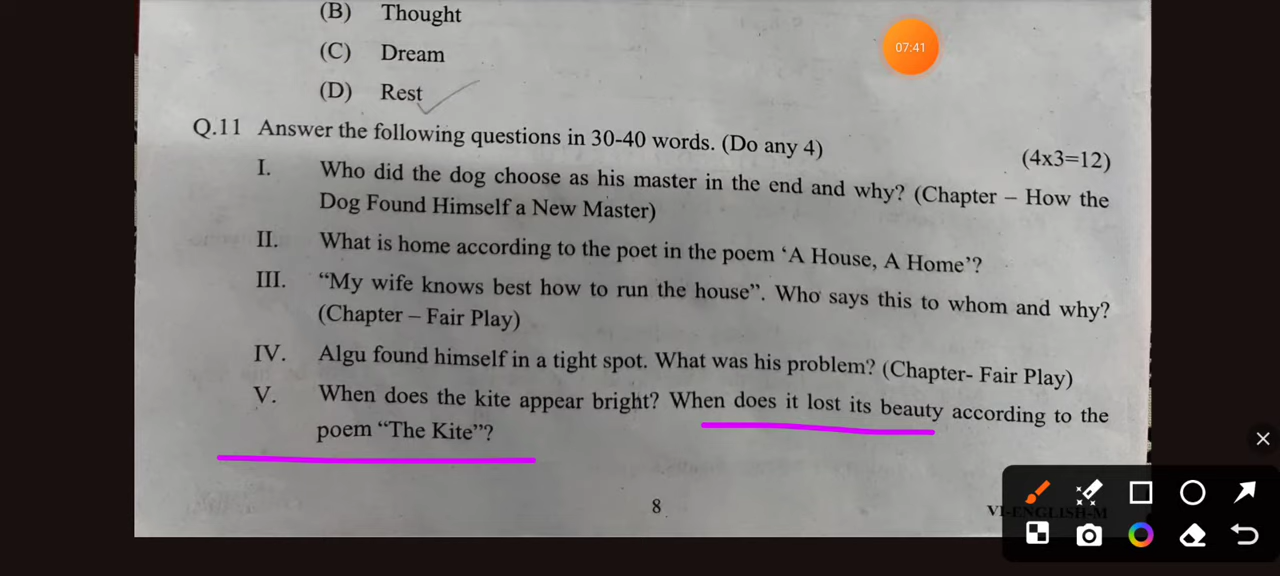 (B) Thought
07:41
(C) Dream
(D) Rest
Q.11 Answer the following questions in 30-40 words. (Do any 4) (4x3=12)
I. Who did the dog choose as his master in the end and why? (Chapter – How the
Dog Found Himself a New Master)
II. What is home according to the poet in the poem ‘A House, A Home’?
III. “My wife knows best how to run the house”. Who says this to whom and why?
(Chapter – Fair Play)
IV. Algu found himself in a tight spot. What was his problem? (Chapter- Fair Play)
V. When does the kite appear bright? When does it lost its beauty according to the
poem “The Kite”?
8
VI-ENGLISH-M